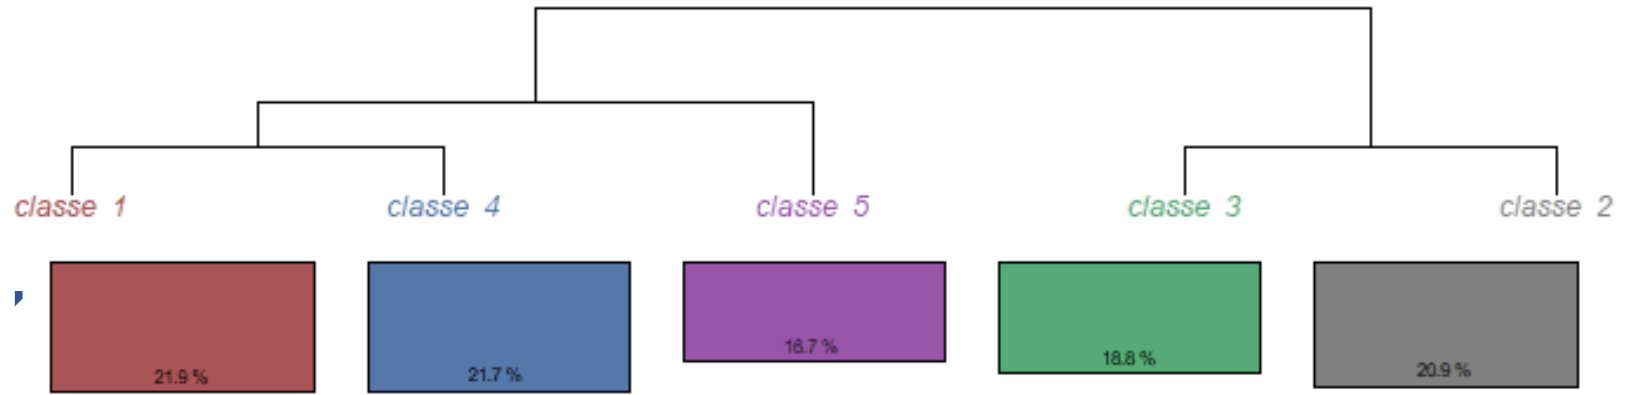 classe 1 classe 4 classe 5 classe 3 classe 2
21.9 % 21.7 % 16.7 % 18.8 % 20.9 %